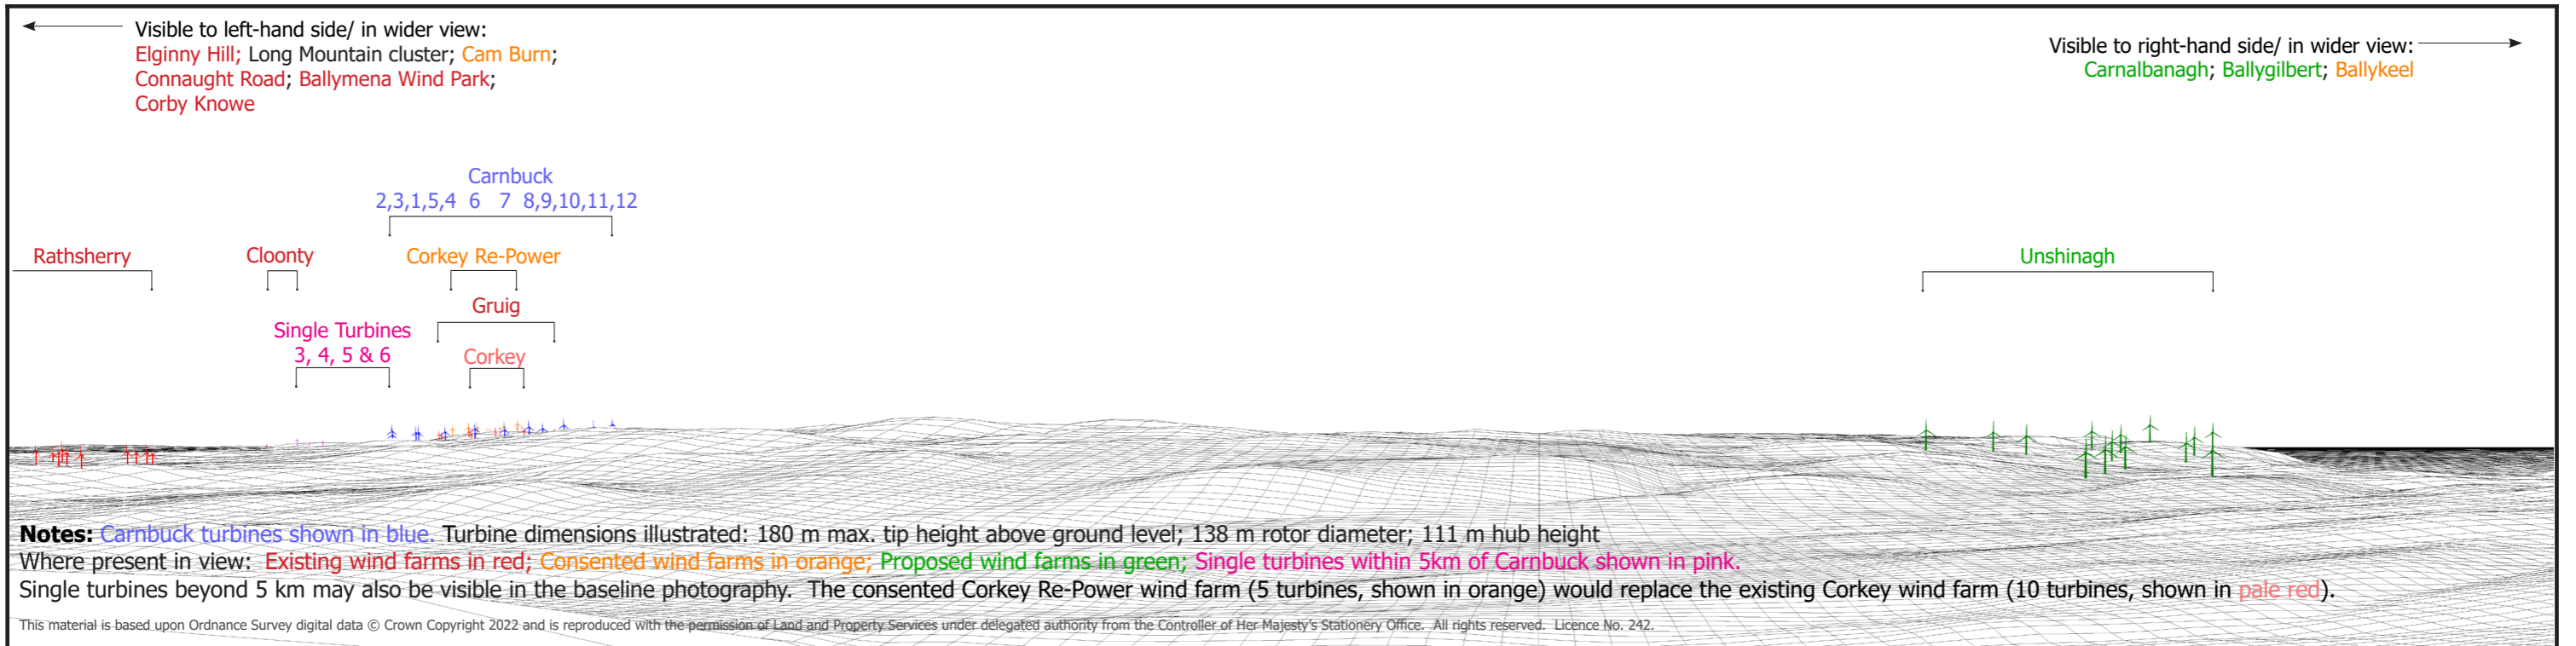 Visible to left-hand side/ in wider view:
Elginny Hill; Long Mountain cluster; Cam Burn;
Connaught Road; Ballymena Wind Park;
Corby Knowe
Visible to right-hand side/ in wider view:
Carnalbanagh; Ballygilbert; Ballykeel
Carnbuck
2,3,1,5,4 6 7 8,9,10,11,12
Rathsherry
Cloonty
Corkey Re-Power
Unshinagh
Gruig
Single Turbines
3, 4, 5 & 6
Corkey
Notes: Carnbuck turbines shown in blue. Turbine dimensions illustrated: 180 m max. tip height above ground level; 138 m rotor diameter; 111 m hub height
Where present in view: Existing wind farms in red; Consented wind farms in orange; Proposed wind farms in green; Single turbines within 5km of Carnbuck shown in pink.
Single turbines beyond 5 km may also be visible in the baseline photography. The consented Corkey Re-Power wind farm (5 turbines, shown in orange) would replace the existing Corkey wind farm (10 turbines, shown in pale red).
This material is based upon Ordnance Survey digital data © Crown Copyright 2022 and is reproduced with the permission of Land and Property Services under delegated authority from the Controller of Her Majesty's Stationery Office. All rights reserved. Licence No. 242.